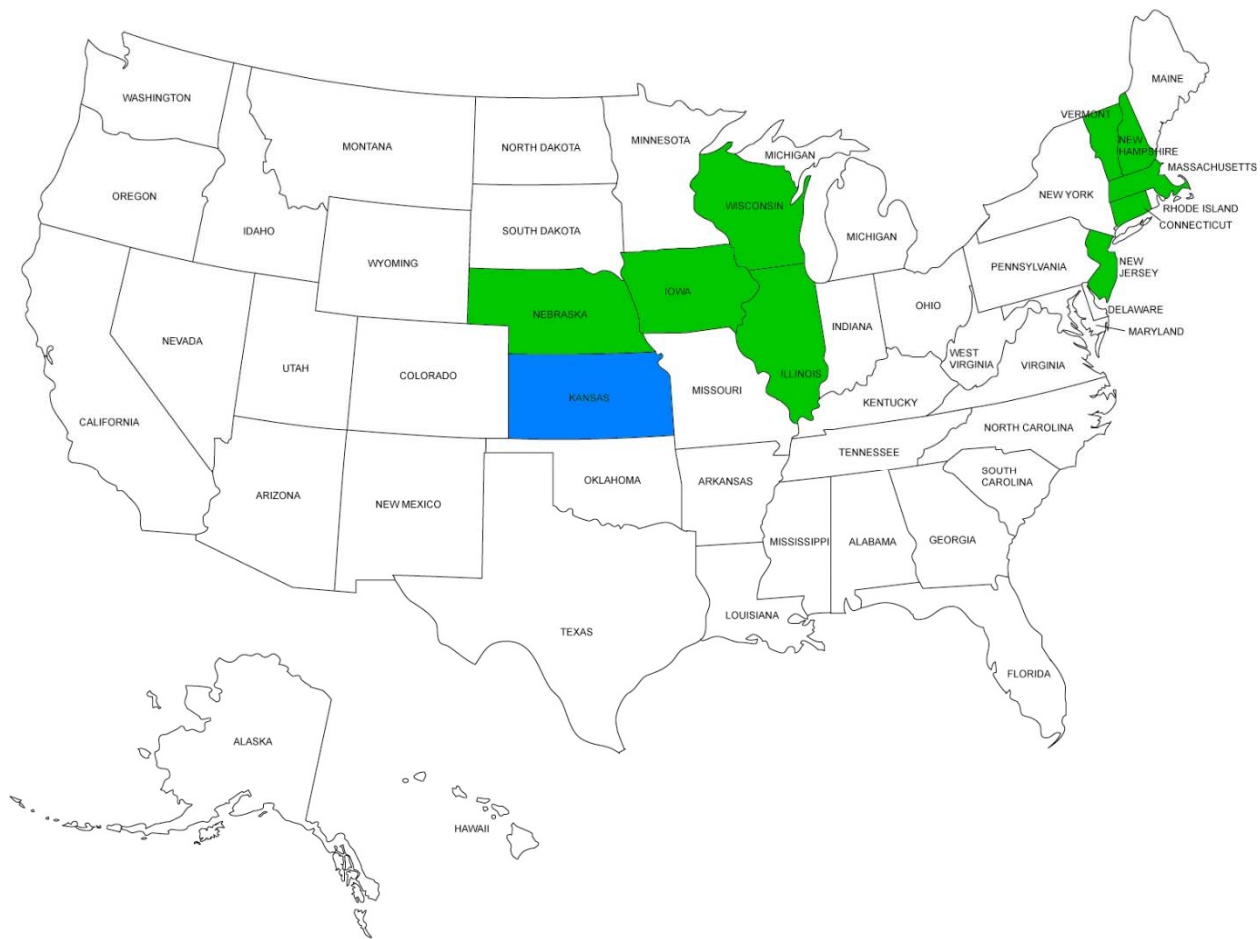 MAINE
WASHINGTON
VERMONT
MONTANA
NORTH DAKOTA
MINNESOTA
NEW
HAMPSHIRE
MICHIGAN
MASSACHUSETTS
OREGON
NEW YORK
WISCONSIN
RHODE ISLAND
CONNECTICUT
IDAHO
SOUTH DAKOTA
MICHIGAN
WYOMING
PENNSYLVANIA
NEW
JERSEY
IOWA
OHIO
DELAWARE
NEBRASKA
INDIANA
MARYLAND
NEVADA
WEST
VIRGINIA
VIRGINIA
UTAH
COLORADO
ILLINOIS
MISSOURI
KANSAS
KENTUCKY
CALIFORNIA
NORTH CAROLINA
TENNESSEE
SOUTH
CAROLINA
OKLAHOMA
ARKANSAS
ARIZONA
NEW MEXICO
MISSISSIPPI
ALABAMA
GEORGIA
LOUISIANA
TEXAS
FLORIDA
ALASKA
HAWAII